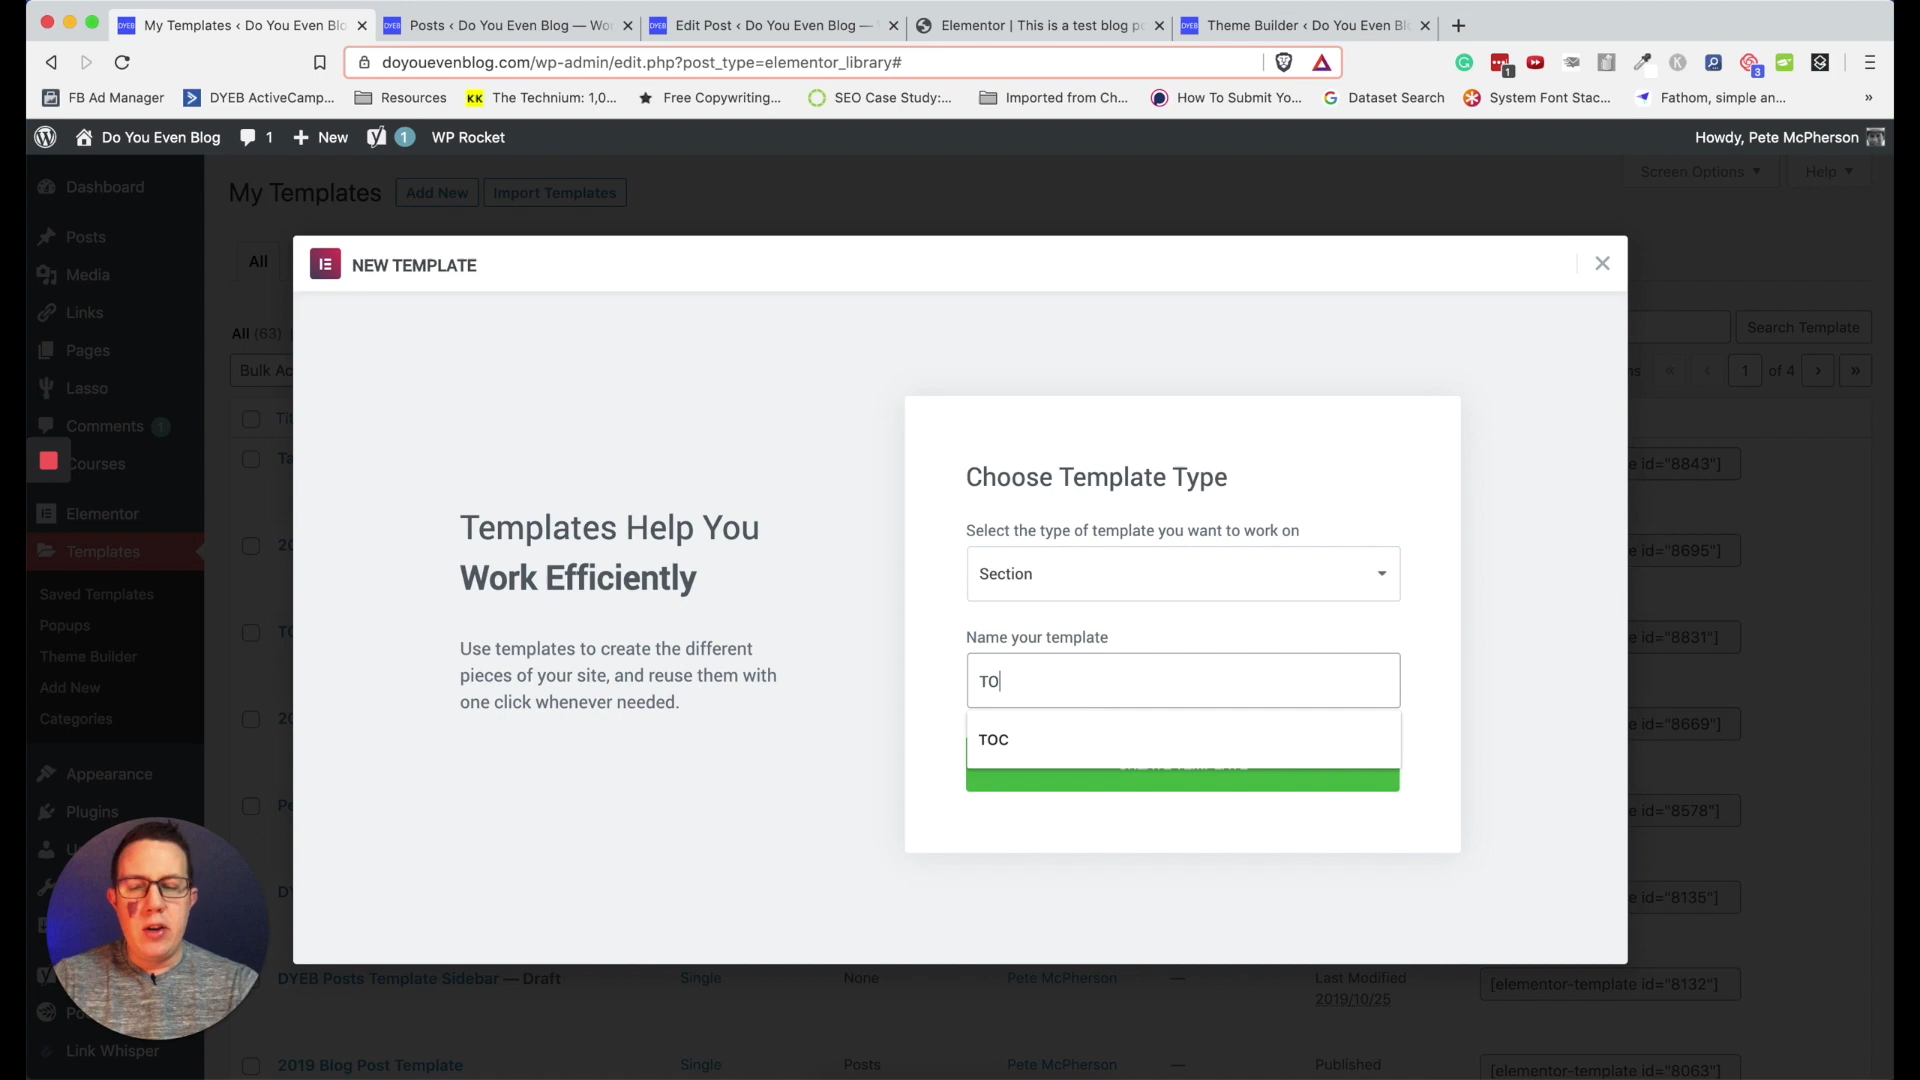 My Templates ‹ Do You Even Blo
Posts ‹ Do You Even Blog — Wor
Edit Post ‹ Do You Even Blog —
Elementor | This is a test blog po
Theme Builder ‹ Do You Even Bl
doyouevenblog.com/wp-admin/edit.php?post_type=elementor_library#
1
3
FB Ad Manager
DYEB ActiveCamp...
Resources
KK The Technium: 1,0...
Free Copywriting...
SEO Case Study:...
Imported from Ch...
How To Submit Yo...
Dataset Search
System Font Stac...
Fathom, simple an...
»
Do You Even Blog
1
New
1
WP Rocket
Howdy, Pete McPherson
Dashboard
Posts
Media
Links
Pages
Lasso
Comments 1
Courses
Elementor
Templates
Saved Templates
Popups
Theme Builder
Add New
Categories
Appearance
Plugins
Link Whisper
My Templates
Add New
Import Templates
Screen Options
Help
All
All (63)
Search Template
1 of 4
NEW TEMPLATE
Templates Help You
Work Efficiently
Use templates to create the different
pieces of your site, and reuse them with
one click whenever needed.
Choose Template Type
Select the type of template you want to work on
Section
Name your template
TO
TOC
e id="8843"]
e id="8695"]
e id="8831"]
e id="8669"]
e id="8578"]
e id="8135"]
DYEB Posts Template Sidebar — Draft
Single
None
Pete McPherson
—
Last Modified
2019/10/25
[elementor-template id="8132"]
2019 Blog Post Template
Single
Posts
Pete McPherson
—
Published
[elementor-template id="8063"]